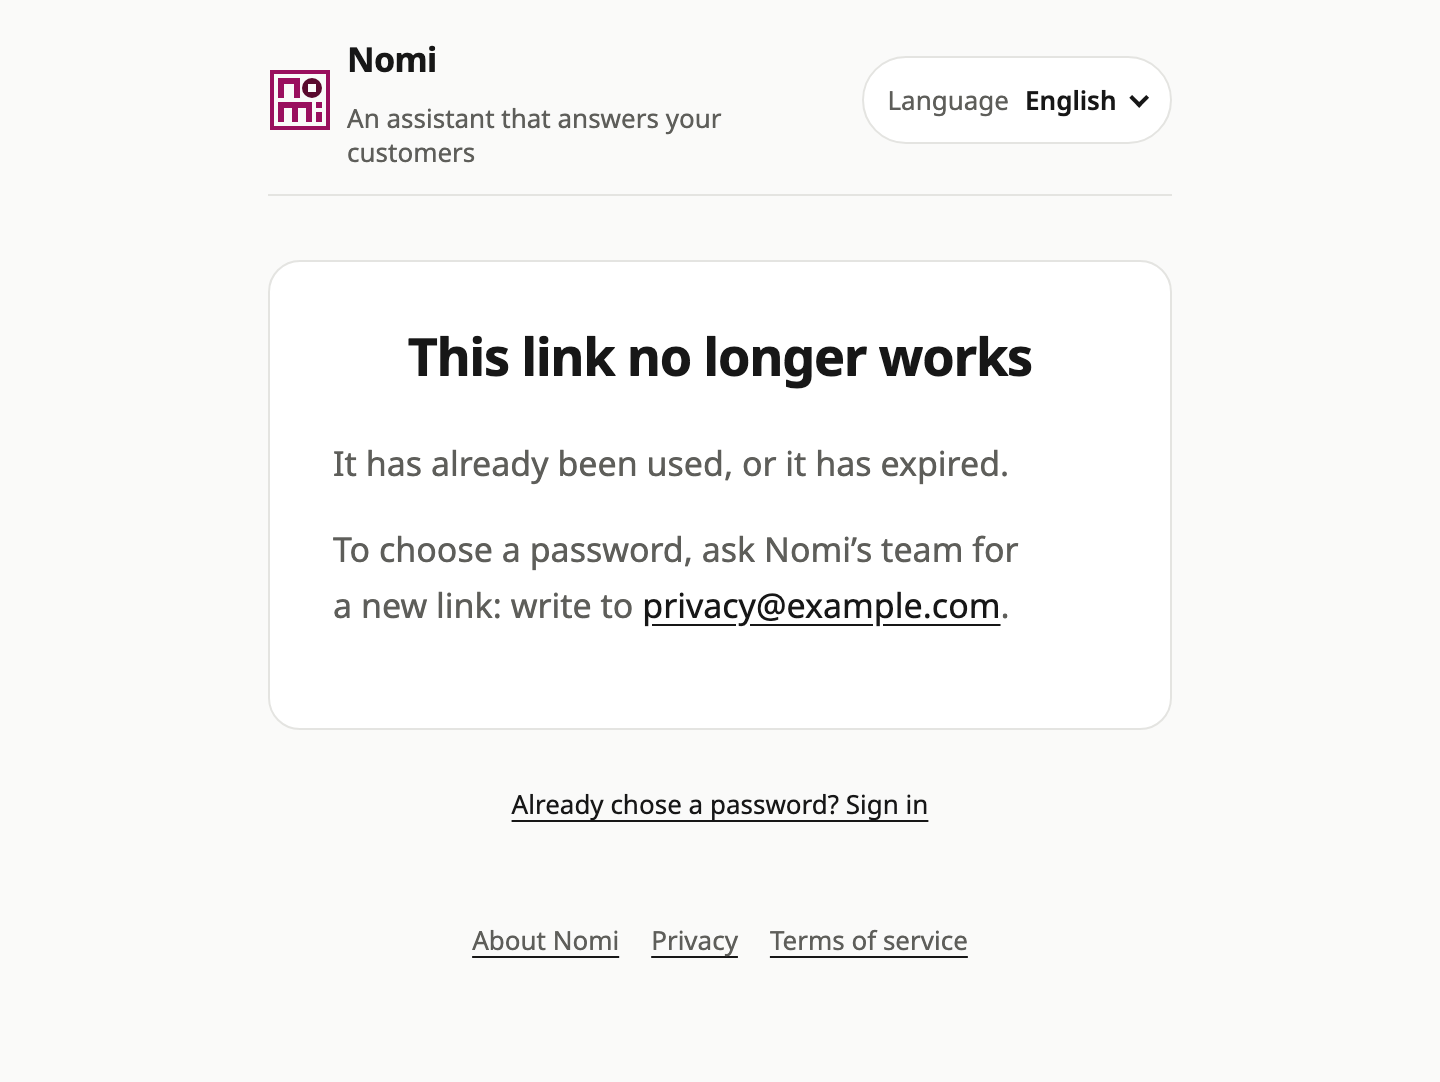 nomi
Nomi
An assistant that answers your
customers
Language English
This link no longer works
It has already been used, or it has expired.
To choose a password, ask Nomi’s team for
a new link: write to privacy@example.com.
Already chose a password? Sign in
About Nomi Privacy Terms of service